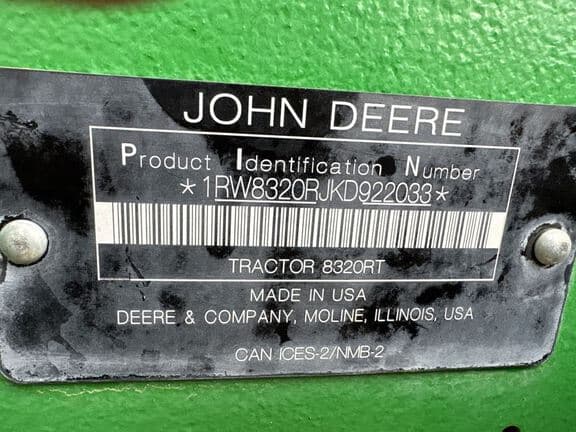 JOHN DEERE
Product Identification Number
*1RW8320RJKD922033*
TRACTOR 8320RT
MADE IN USA
DEERE & COMPANY, MOLINE, ILLINOIS, USA
CAN ICES-2/NMB-2